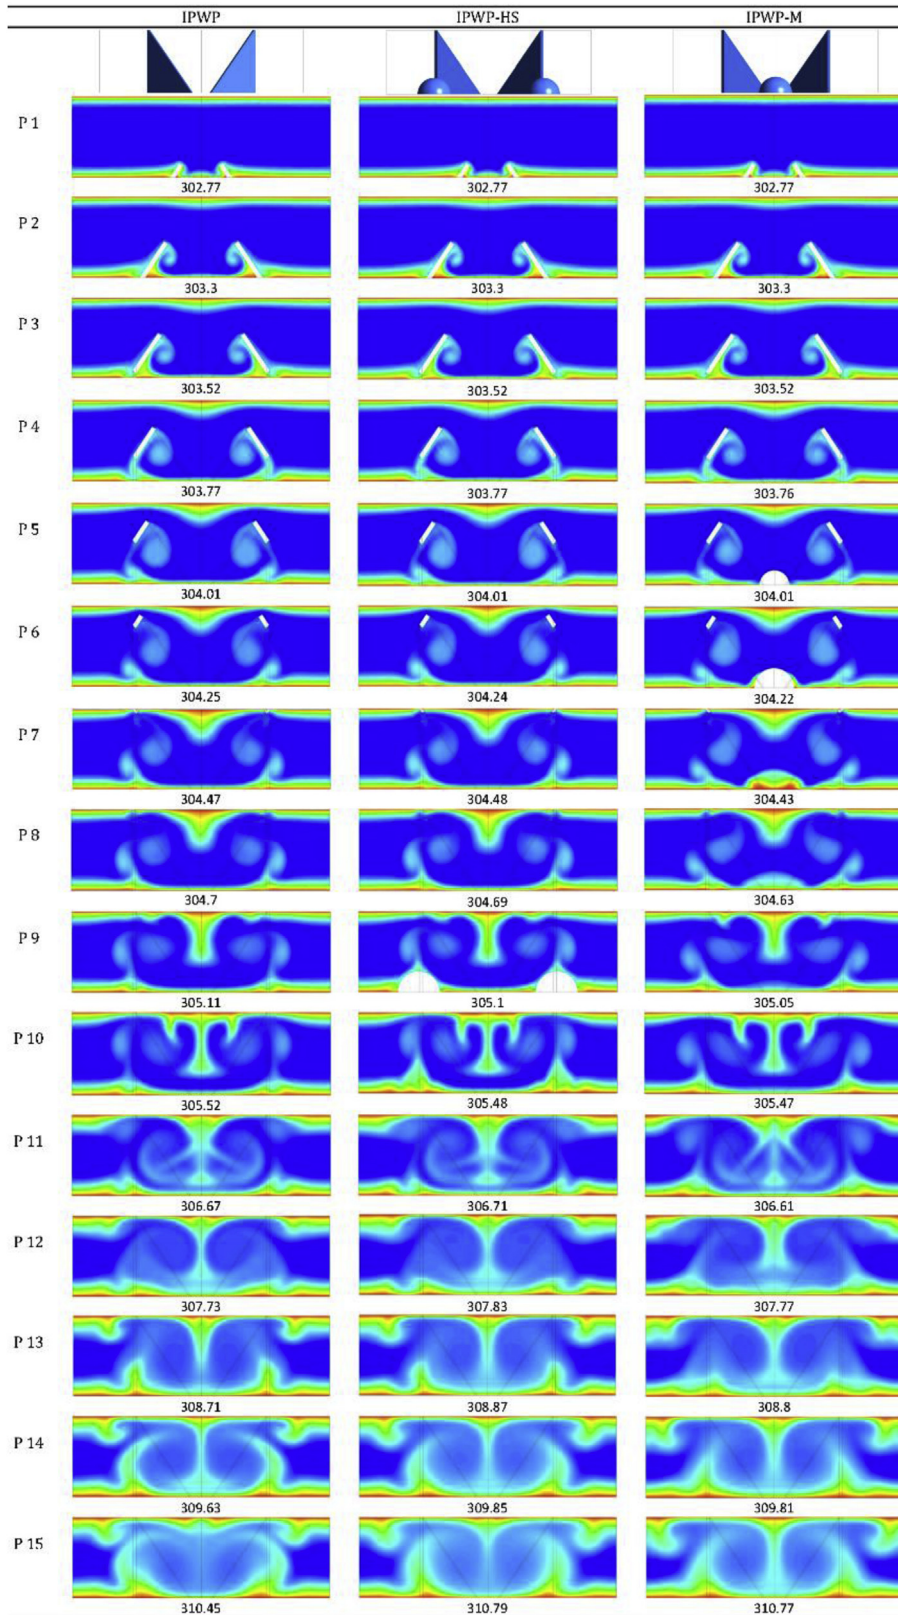 IPWP IPWP-HS IPWP-M
P 1
302.77 302.77 302.77
P 2
303.3 303.3 303.3
P 3
303.52 303.52 303.52
P 4
303.77 303.77 303.76
P 5
304.01 304.01 304.01
P 6
304.25 304.24 304.22
P 7
304.47 304.48 304.43
P 8
304.7 304.69 304.63
P 9
305.11 305.1 305.05
P 10
305.52 305.48 305.47
P 11
306.67 306.71 306.61
P 12
307.73 307.83 307.77
P 13
308.71 308.87 308.8
P 14
309.63 309.85 309.81
P 15
310.45 310.79 310.77